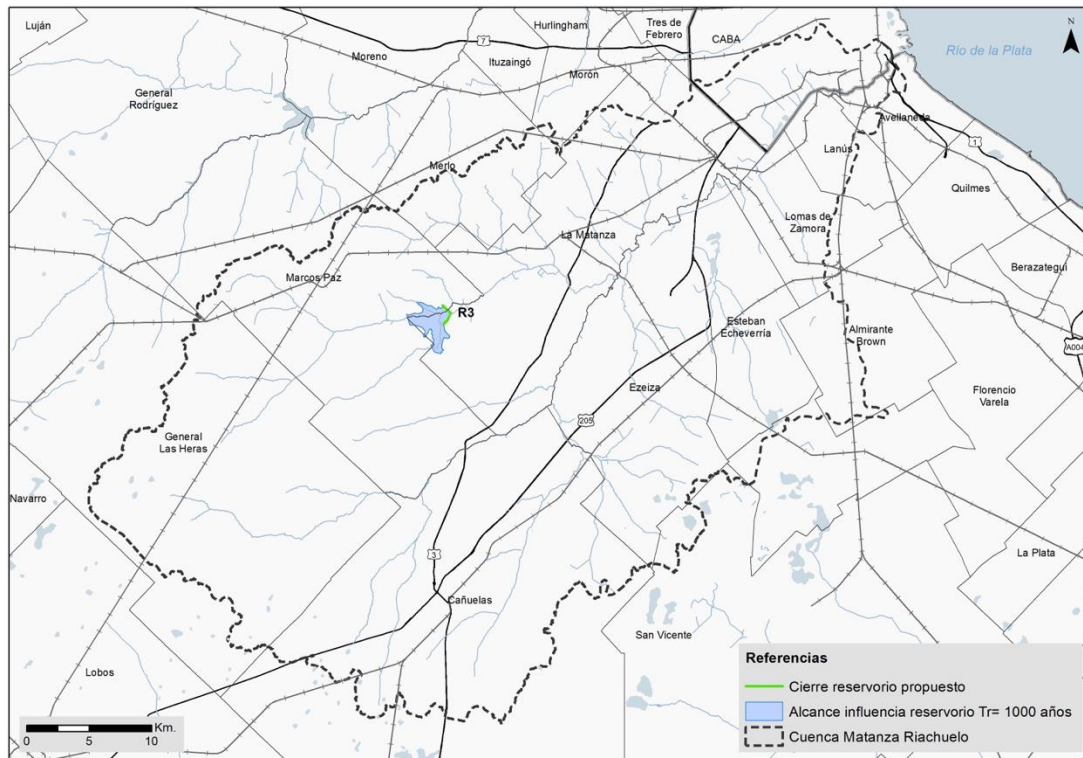 Luján
Hurlingham
Tres de
Febrero
CABA
N
Río de la Plata
7
Moreno
Ituzaingó
Morón
General
Rodríguez
Avellaneda
1
Lanús
Merlo
Quilmes
Lomas de
Zamora
La Matanza
Berazategui
Marcos Paz
R3
Esteban
Echeverría
Almirante
Brown
A004
Ezeiza
Florencio
Varela
205
General
Las Heras
Navarro
3
La Plata
Cañuelas
San Vicente
Lobos
Referencias
Cierre reservorio propuesto
Alcance influencia reservorio Tr= 1000 años
Cuenca Matanza Riachuelo
Km.
0 5 10